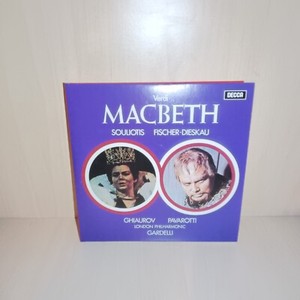 DECCA
Verdi
MACBETH
SOULIOTIS FISCHER-DIESKAU
GHIAUROV PAVAROTTI
LONDON PHILHARMONIC
GARDELLI